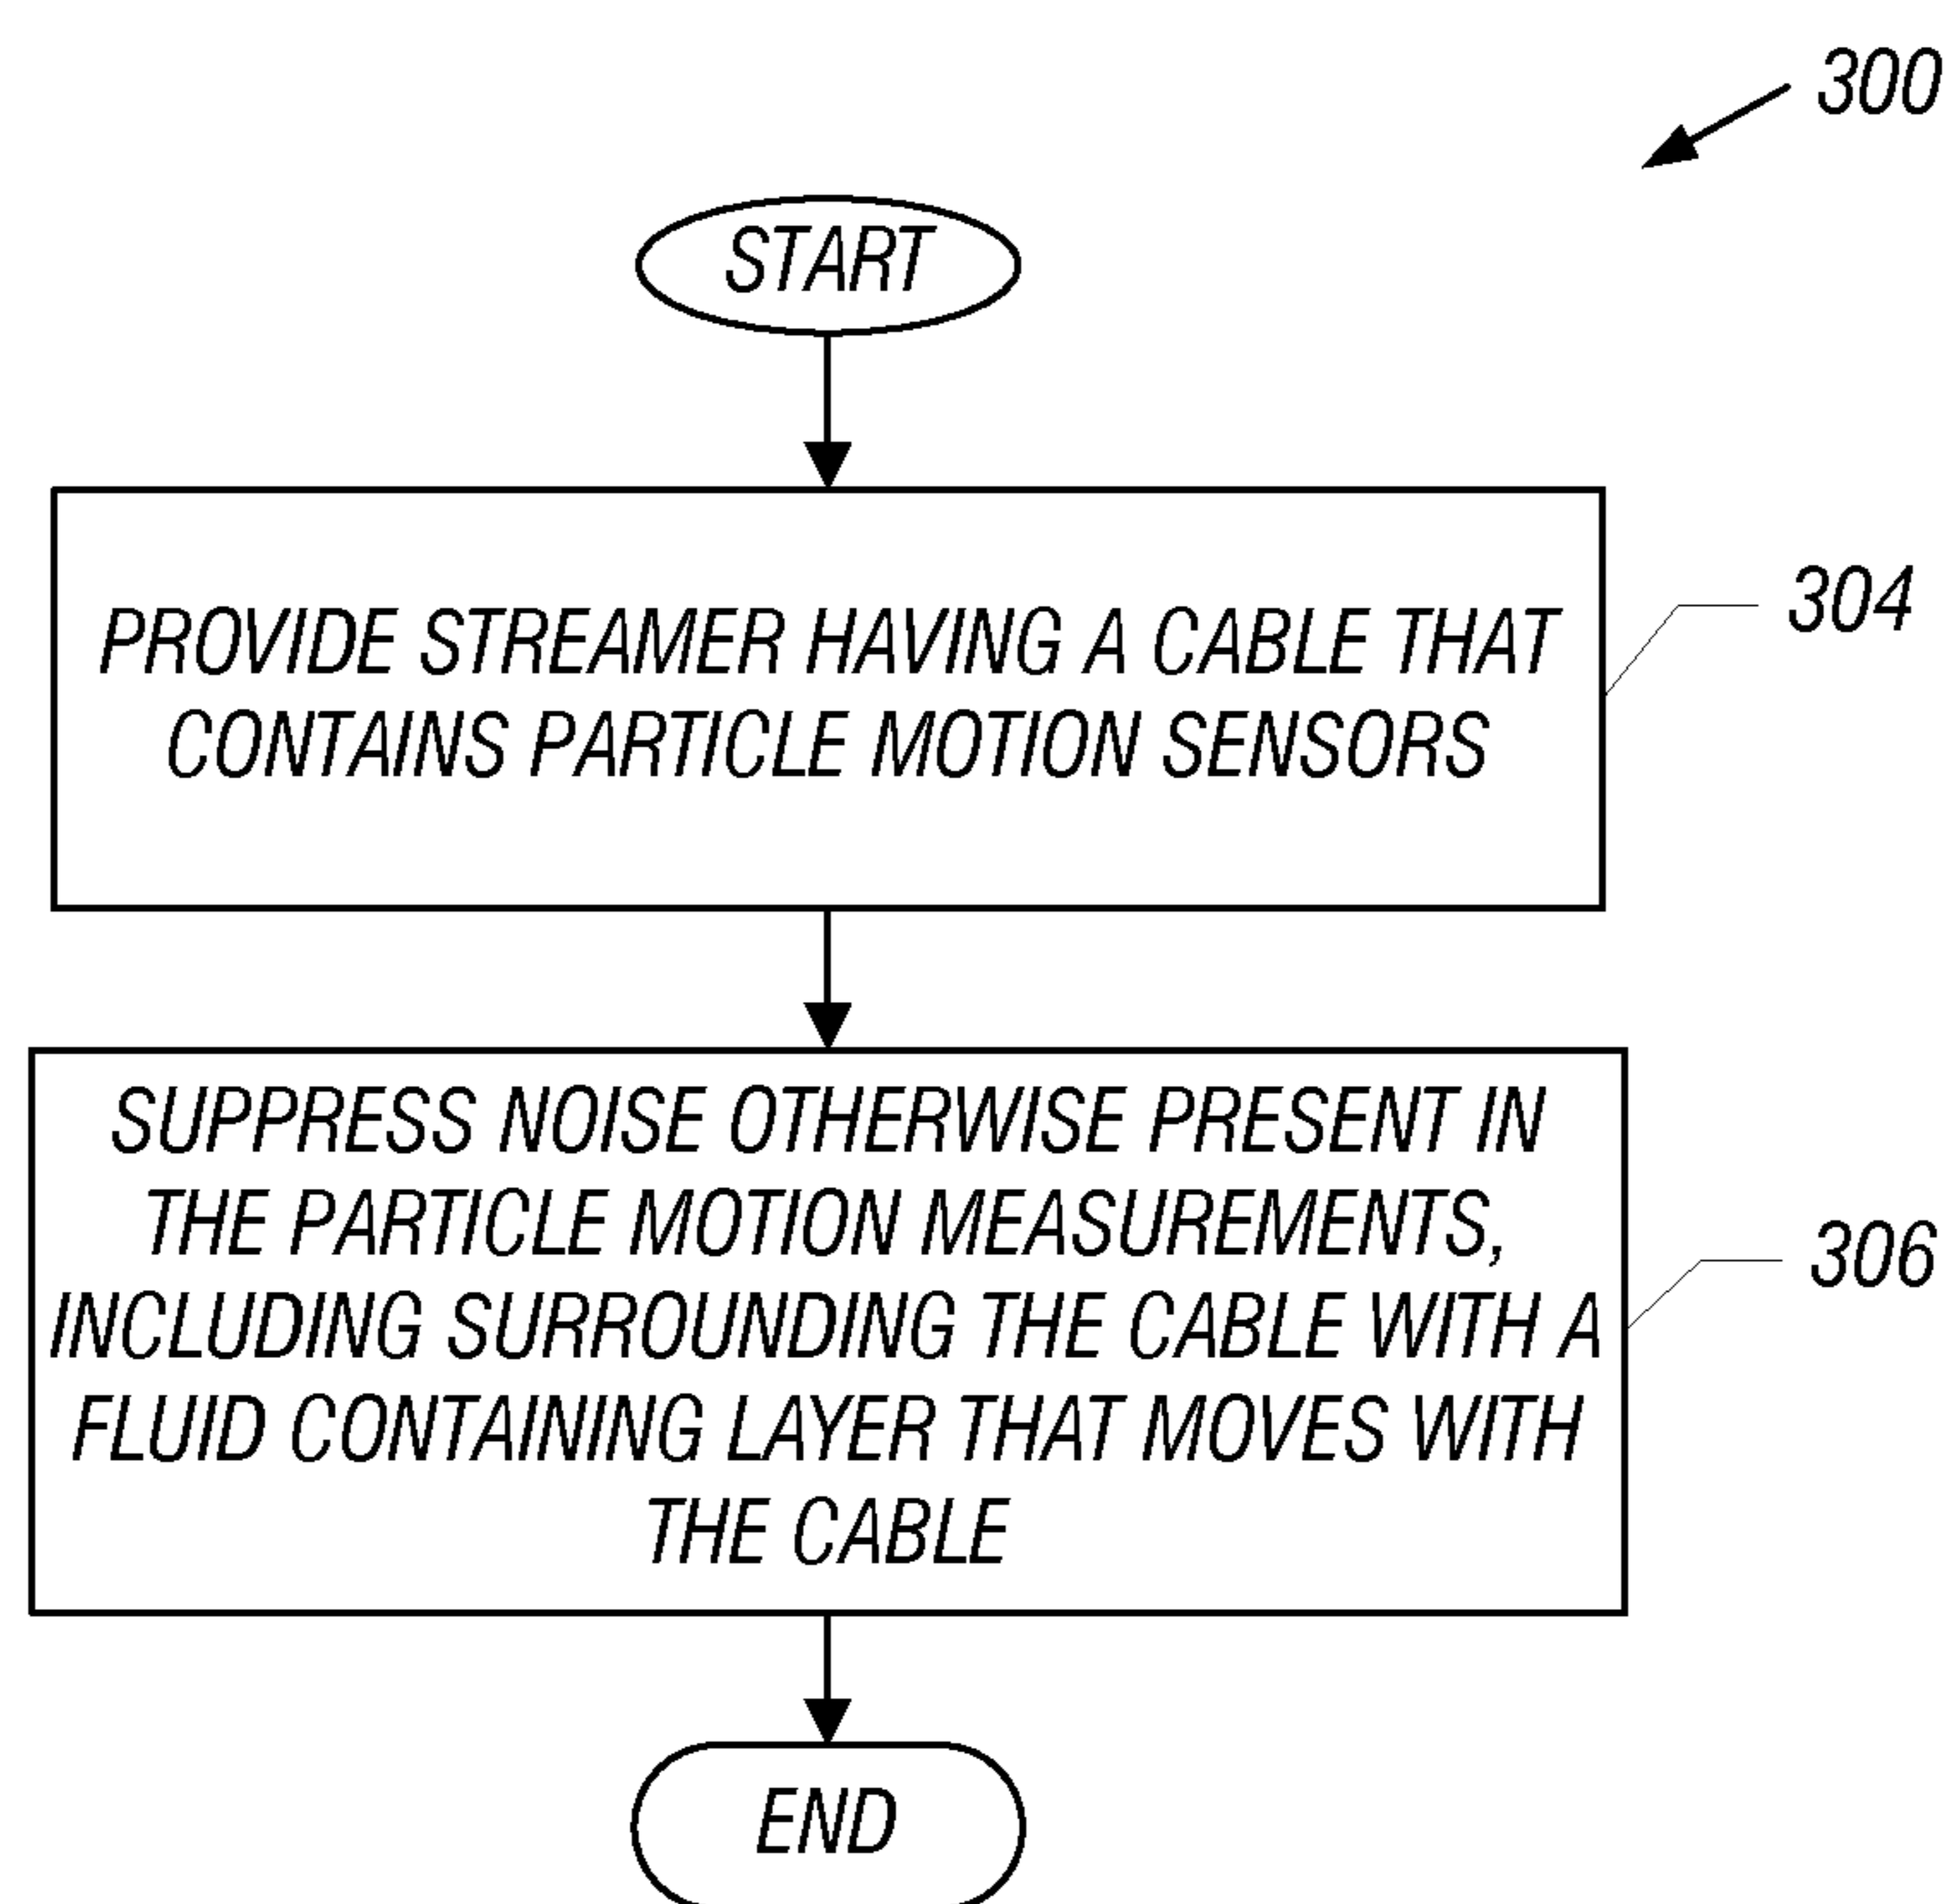 300
START
PROVIDE STREAMER HAVING A CABLE THAT
CONTAINS PARTICLE MOTION SENSORS
304
SUPPRESS NOISE OTHERWISE PRESENT IN
THE PARTICLE MOTION MEASUREMENTS,
INCLUDING SURROUNDING THE CABLE WITH A
FLUID CONTAINING LAYER THAT MOVES WITH
THE CABLE
306
END